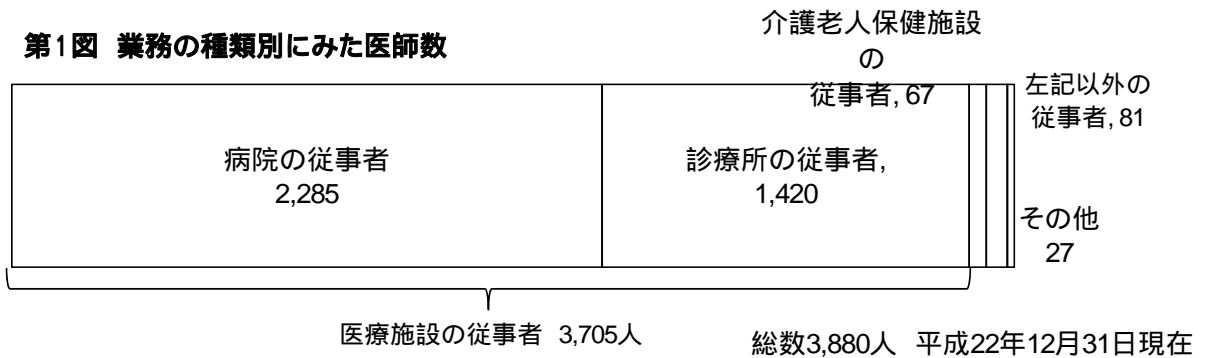 第1図 業務の種類別にみた医師数
介護老人保健施設
の
従事者, 67
左記以外の
従事者, 81
病院の従事者
2,285
診療所の従事者,
1,420
その他
27
医療施設の従事者 3,705人
総数3,880人 平成22年12月31日現在